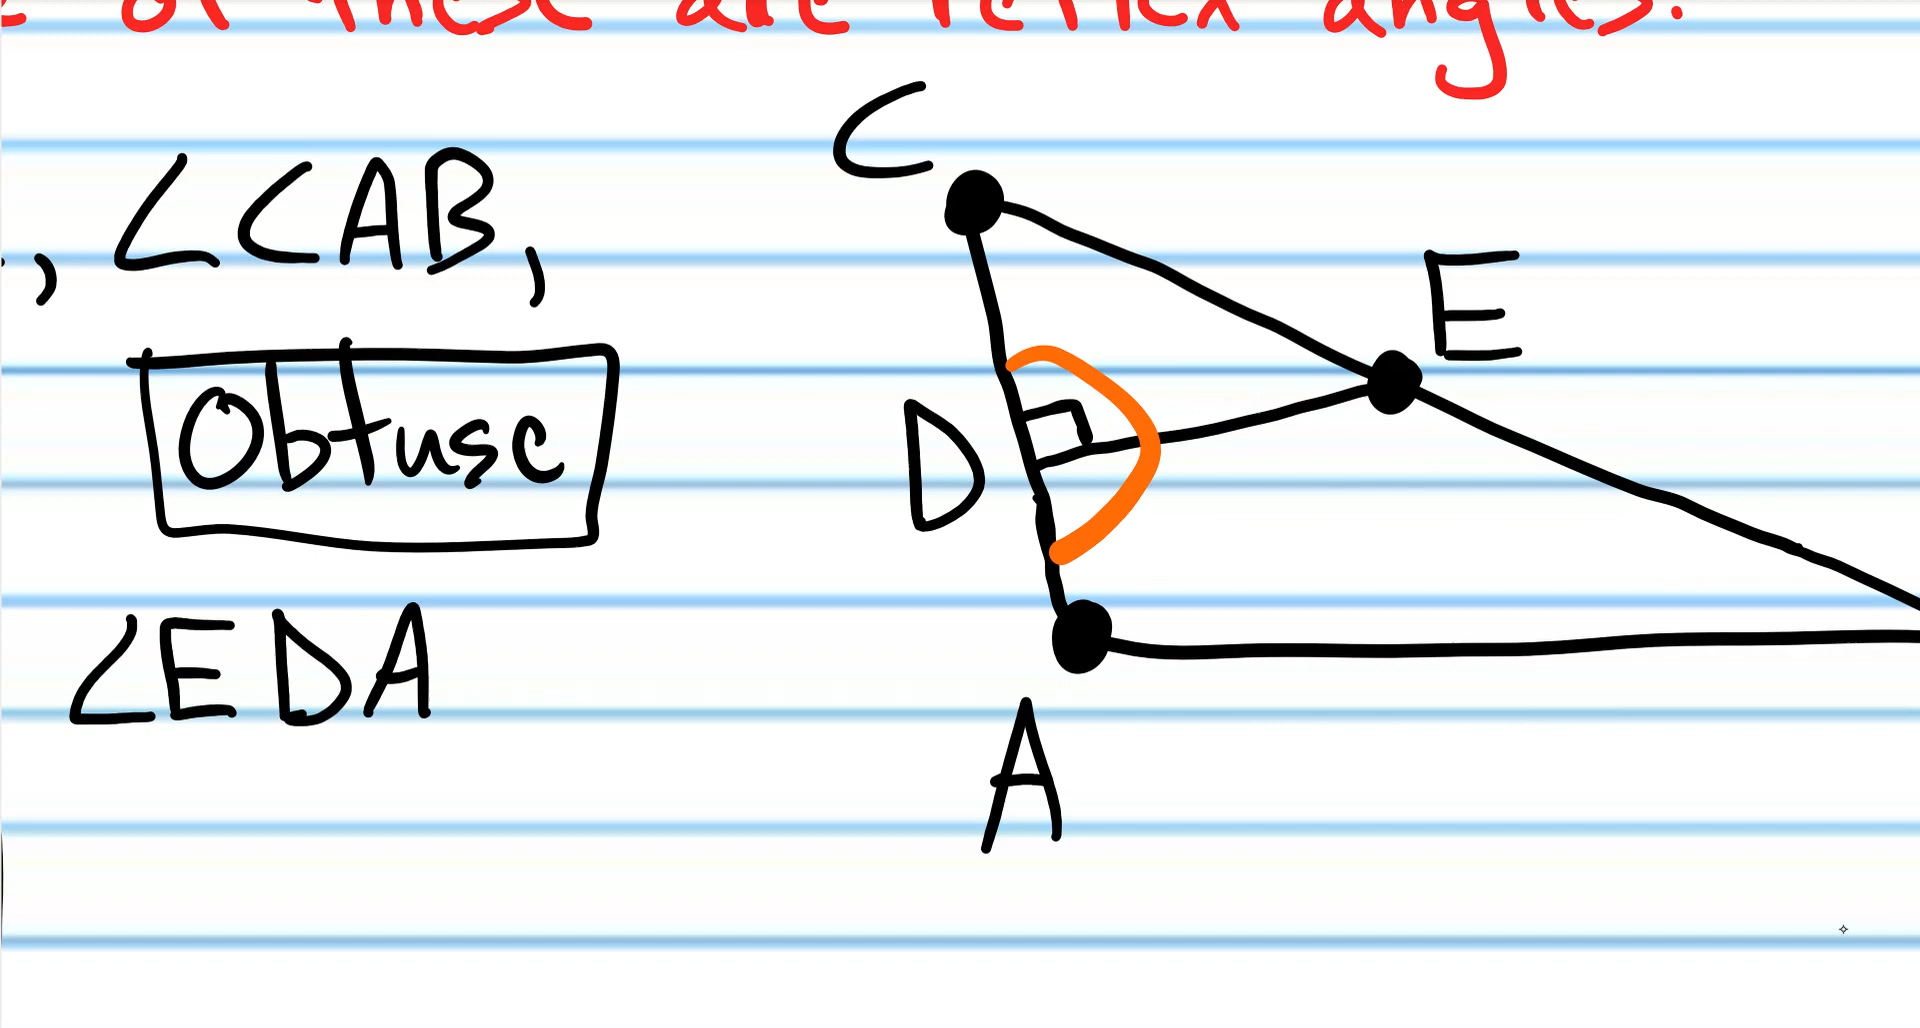 of these are reflex angles.
C
, ∠CAB,
E
Obtuse
D
∠EDA
A